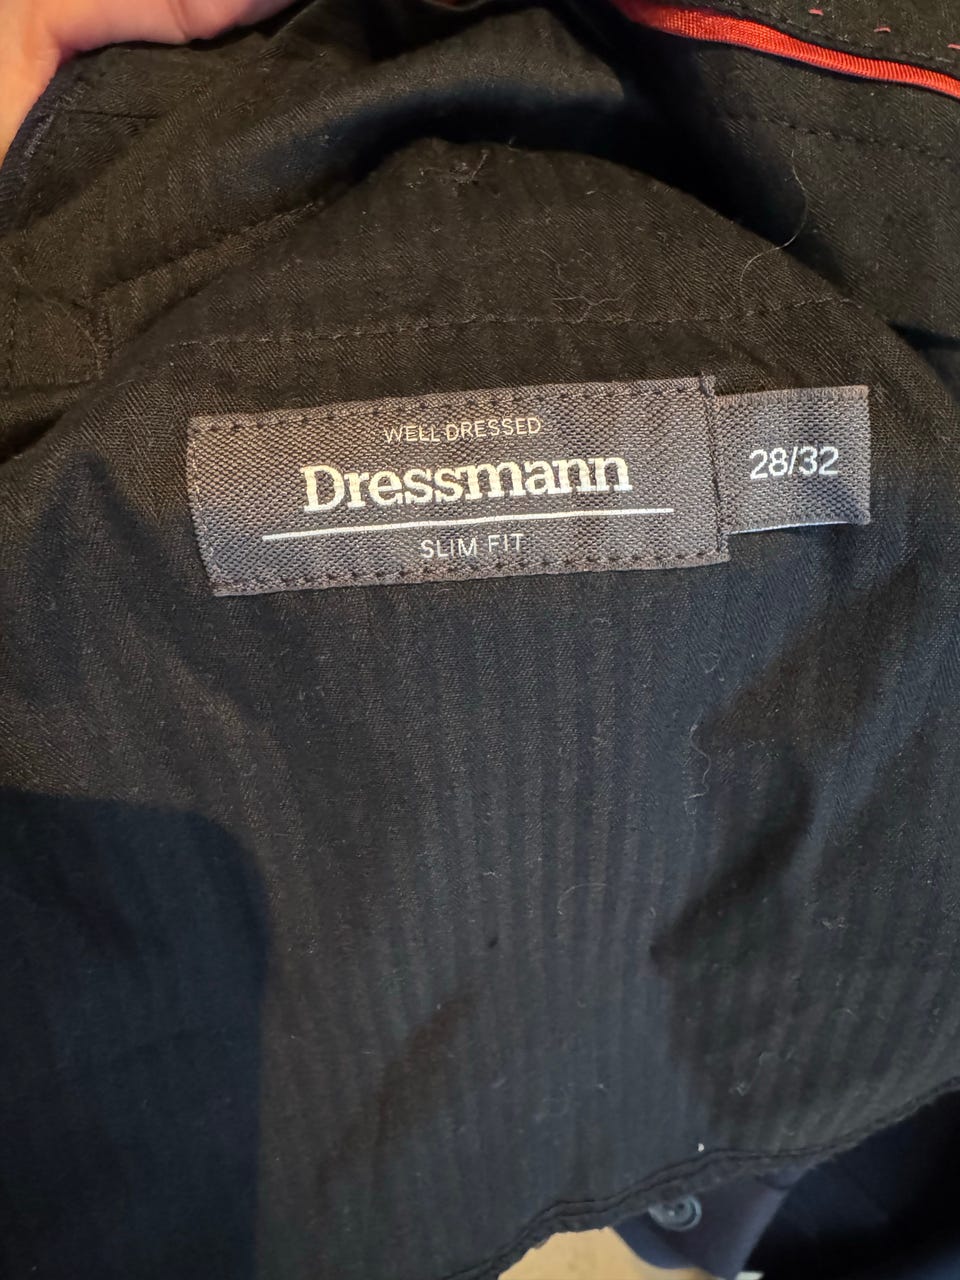 WELL DRESSED
Dressmann
SLIM FIT
28/32